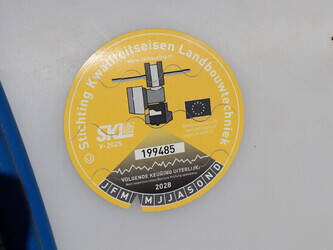 Stichting Kwaliteitseisen Landbouwtechniek
SKL
V-2025
199485
VOLGENDE KEURING UITERLIJK:
2028
J F M M J J A S O N D